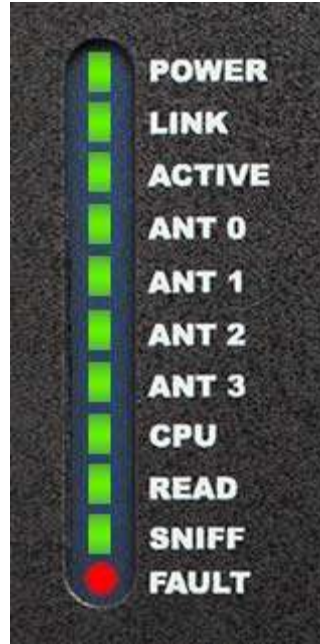 POWER
LINK
ACTIVE
ANT 0
ANT 1
ANT 2
ANT 3
CPU
READ
SNIFF
FAULT